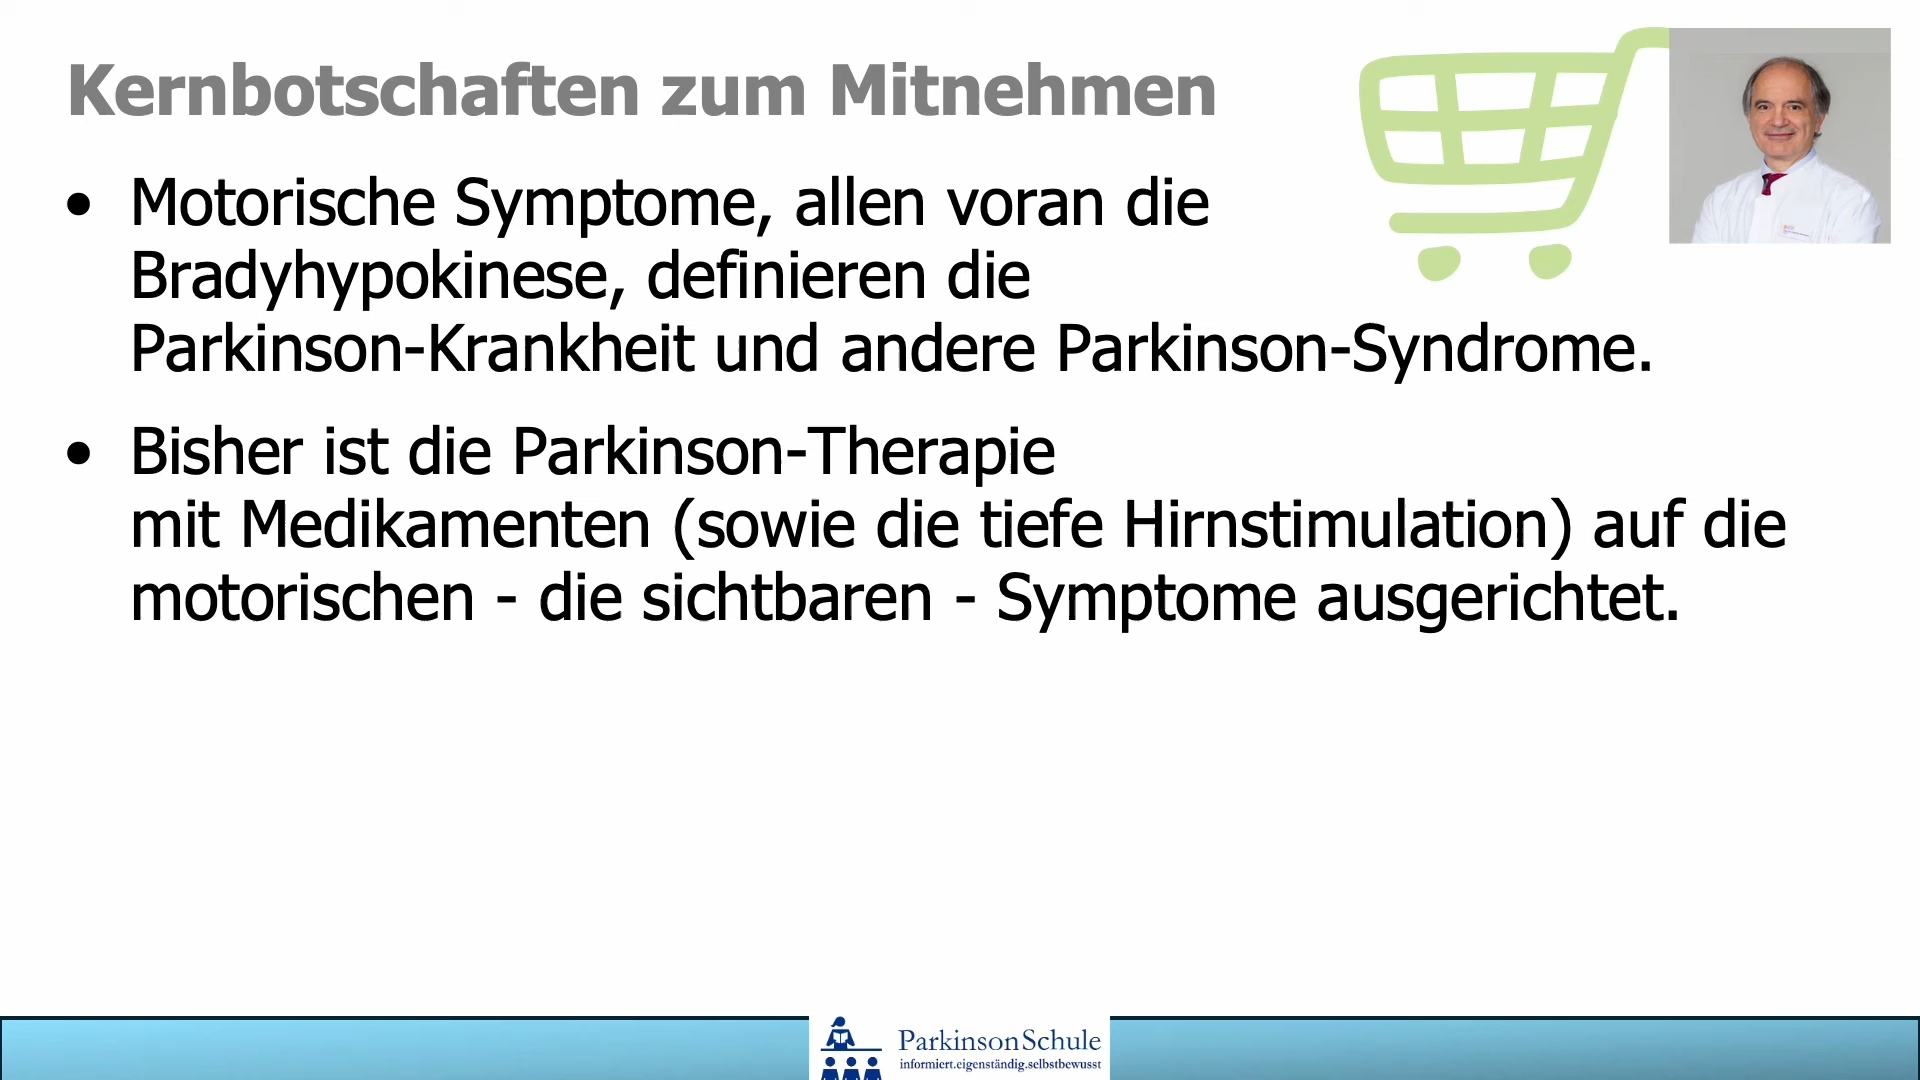 Kernbotschaften zum Mitnehmen
• Motorische Symptome, allen voran die
Bradyhypokinese, definieren die
Parkinson-Krankheit und andere Parkinson-Syndrome.
• Bisher ist die Parkinson-Therapie
mit Medikamenten (sowie die tiefe Hirnstimulation) auf die
motorischen - die sichtbaren - Symptome ausgerichtet.
ParkinsonSchule
informiert.eigenständig.selbstbewusst